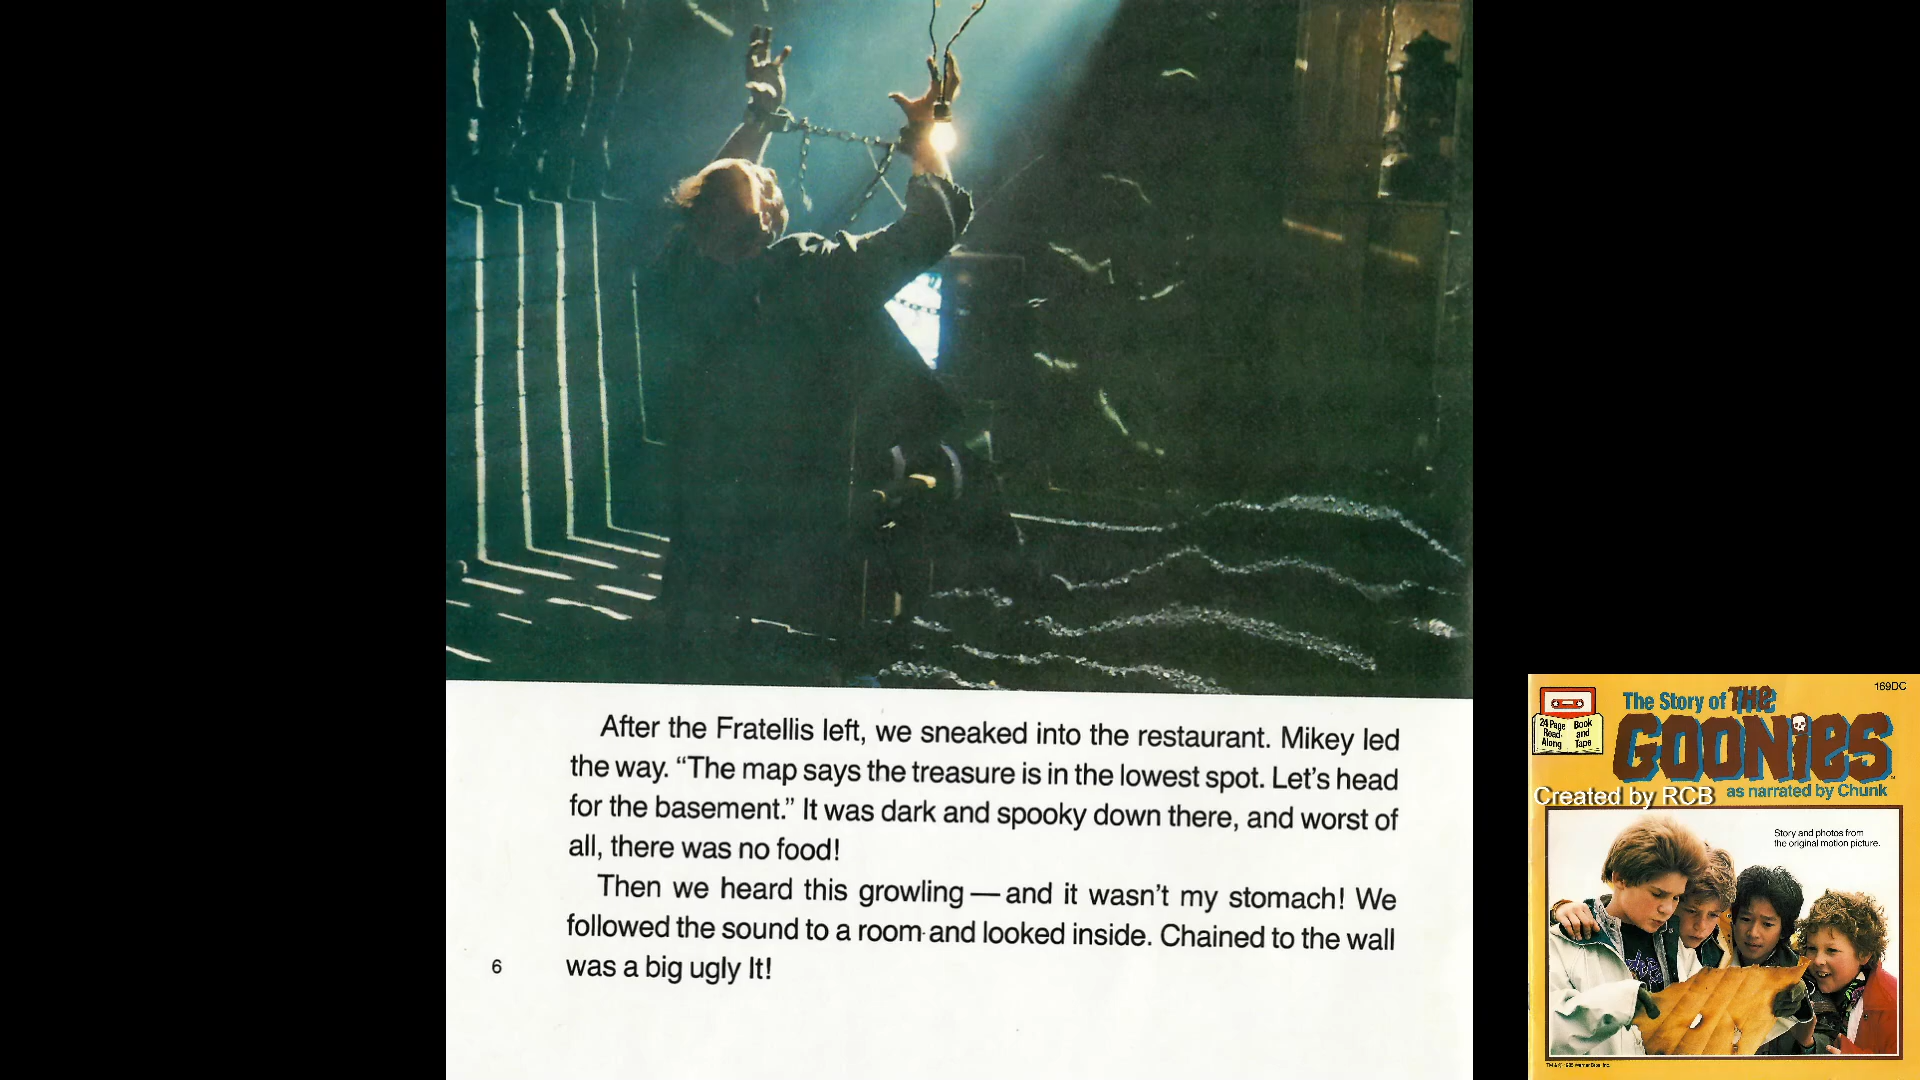 After the Fratellis left, we sneaked into the restaurant. Mikey led
the way. “The map says the treasure is in the lowest spot. Let’s head
for the basement.” It was dark and spooky down there, and worst of
all, there was no food!
Then we heard this growling — and it wasn’t my stomach! We
followed the sound to a room and looked inside. Chained to the wall
was a big ugly It!
6
169DC
The Story of THE
GOONiES
as narrated by Chunk
24 Page Read-Along
Book and Tape
Created by RCB
Story and photos from
the original motion picture.